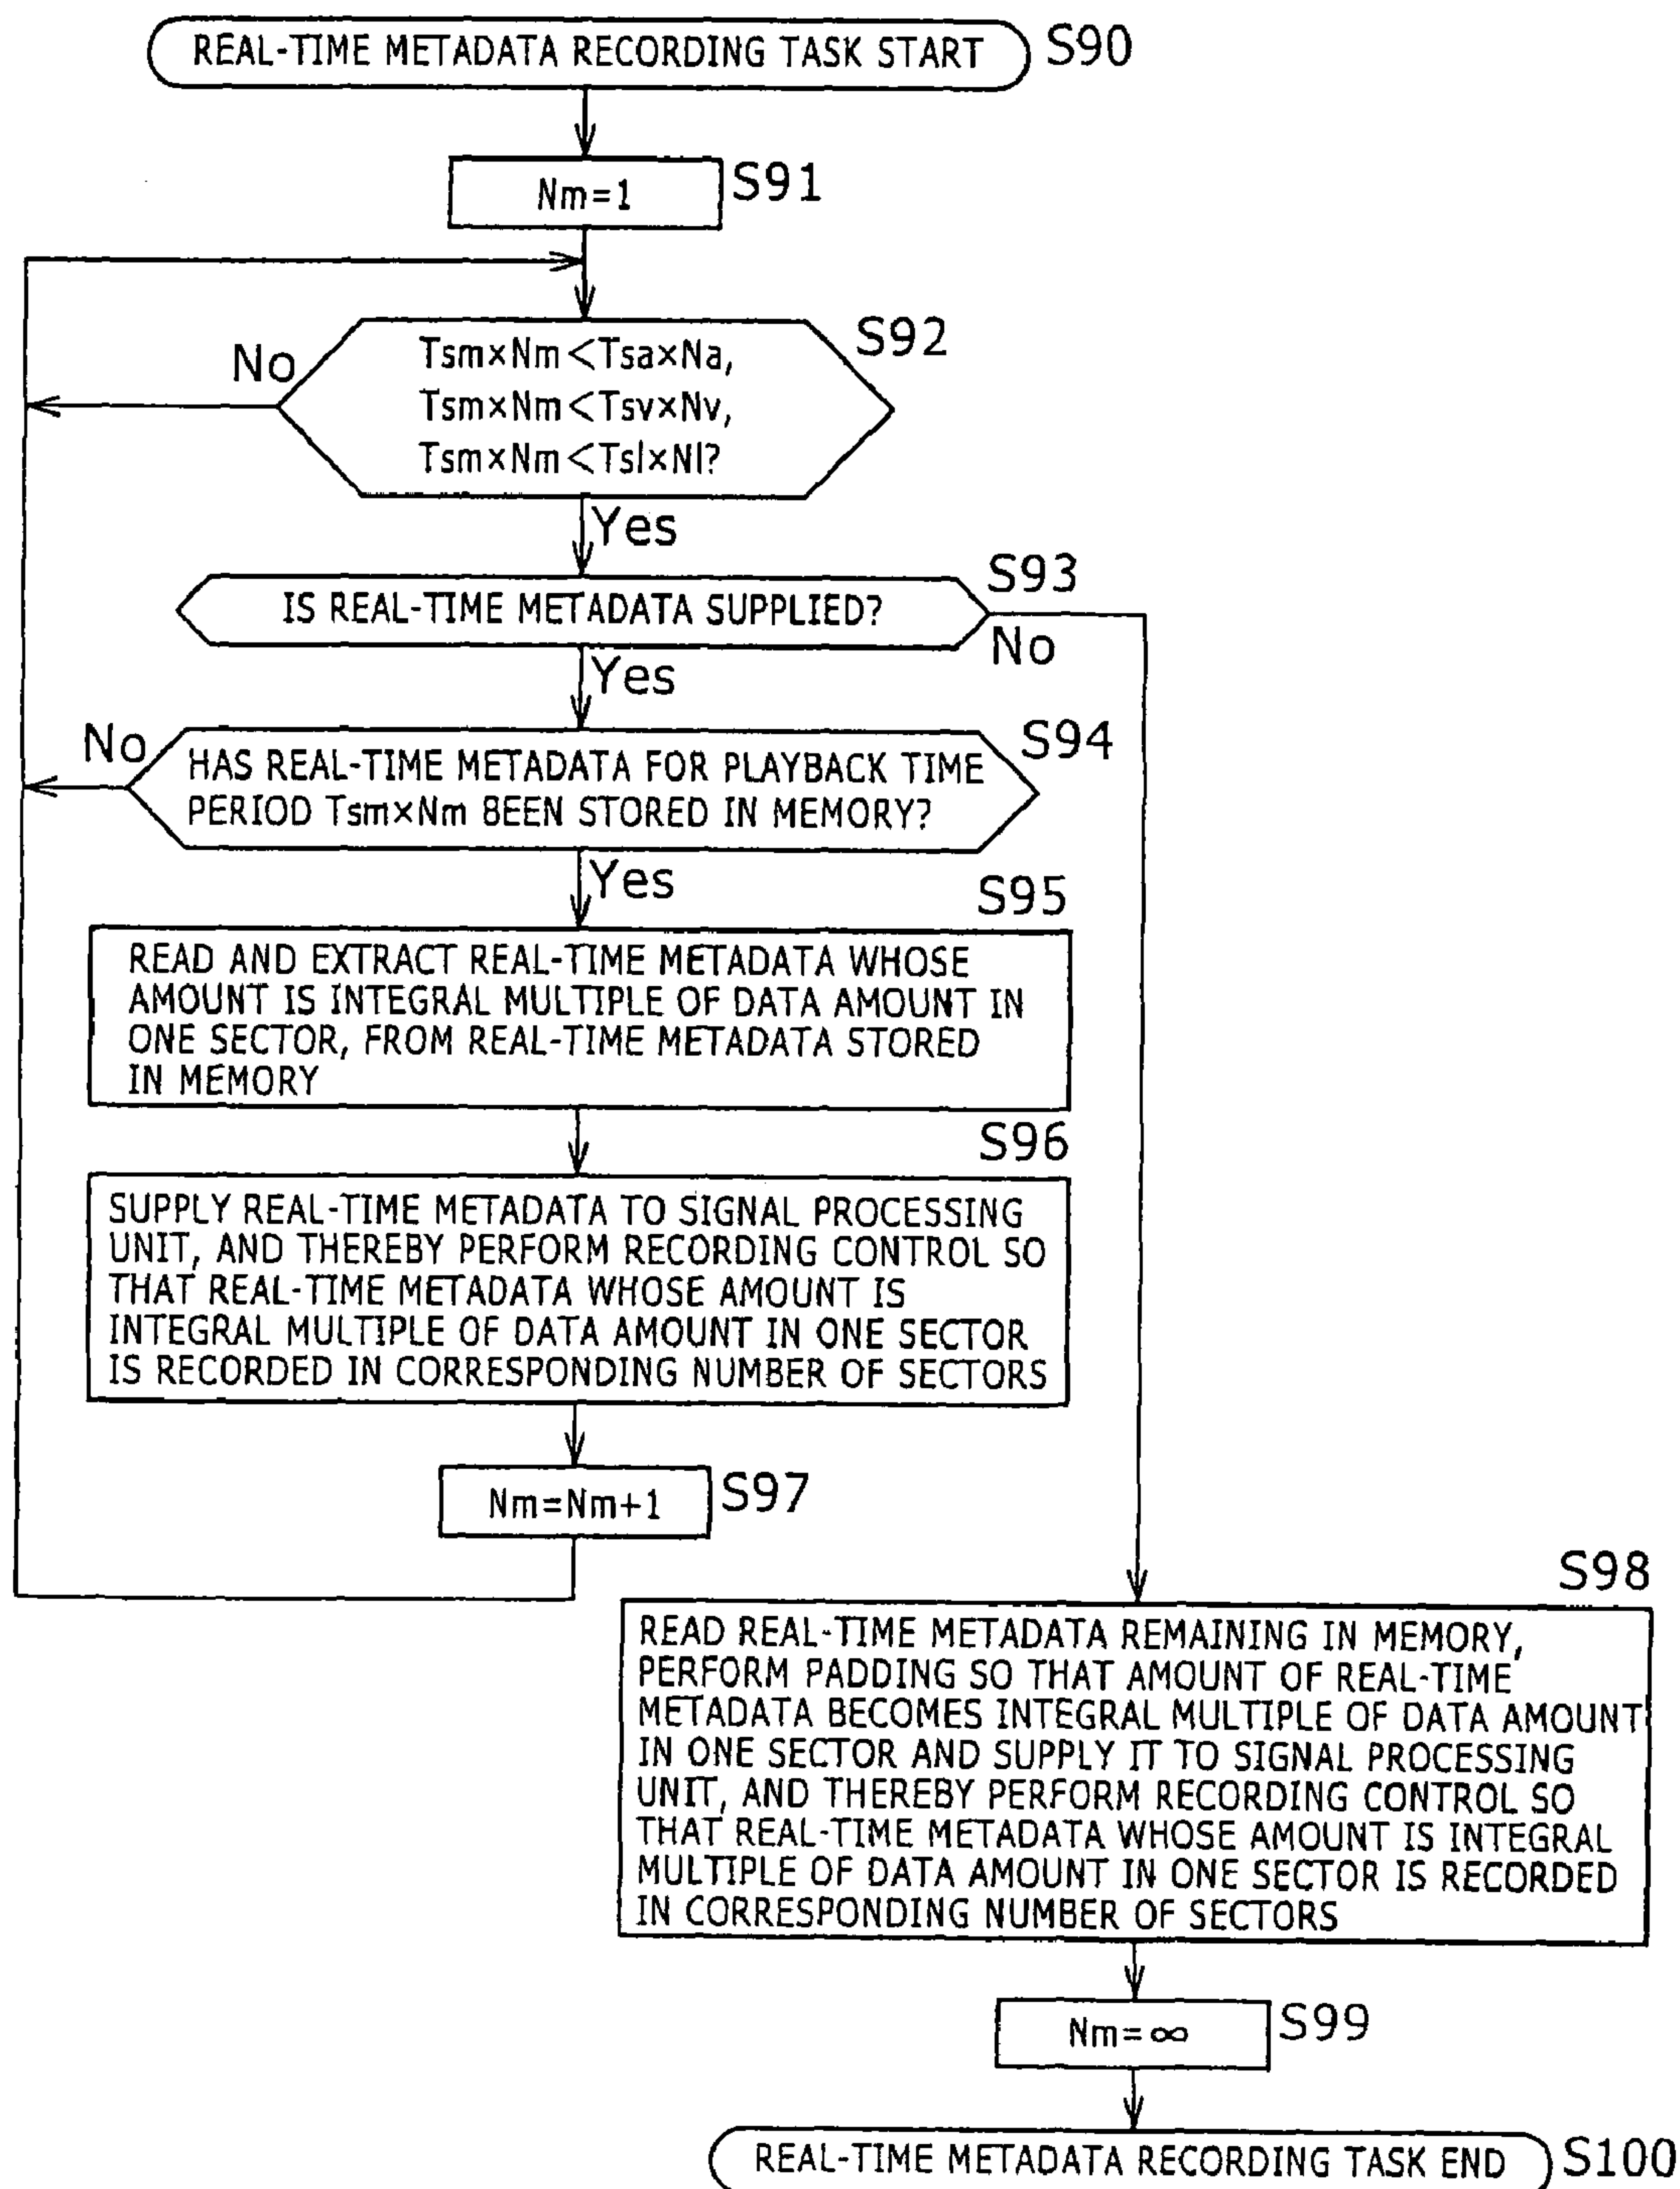 REAL-TIME METADATA RECORDING TASK START
S90
Nm=1
S91
S92
Tsm×Nm<Tsa×Na,
Tsm×Nm<Tsv×Nv,
Tsm×Nm<Tsl×Nl?
No
Yes
S93
IS REAL-TIME METADATA SUPPLIED?
No
Yes
S94
No
HAS REAL-TIME METADATA FOR PLAYBACK TIME
PERIOD Tsm×Nm BEEN STORED IN MEMORY?
Yes
S95
READ AND EXTRACT REAL-TIME METADATA WHOSE
AMOUNT IS INTEGRAL MULTIPLE OF DATA AMOUNT IN
ONE SECTOR, FROM REAL-TIME METADATA STORED
IN MEMORY
S96
SUPPLY REAL-TIME METADATA TO SIGNAL PROCESSING
UNIT, AND THEREBY PERFORM RECORDING CONTROL SO
THAT REAL-TIME METADATA WHOSE AMOUNT IS
INTEGRAL MULTIPLE OF DATA AMOUNT IN ONE SECTOR
IS RECORDED IN CORRESPONDING NUMBER OF SECTORS
Nm=Nm+1
S97
S98
READ REAL-TIME METADATA REMAINING IN MEMORY,
PERFORM PADDING SO THAT AMOUNT OF REAL-TIME
METADATA BECOMES INTEGRAL MULTIPLE OF DATA AMOUNT
IN ONE SECTOR AND SUPPLY IT TO SIGNAL PROCESSING
UNIT, AND THEREBY PERFORM RECORDING CONTROL SO
THAT REAL-TIME METADATA WHOSE AMOUNT IS INTEGRAL
MULTIPLE OF DATA AMOUNT IN ONE SECTOR IS RECORDED
IN CORRESPONDING NUMBER OF SECTORS
Nm=∞
S99
REAL-TIME METADATA RECORDING TASK END
S100